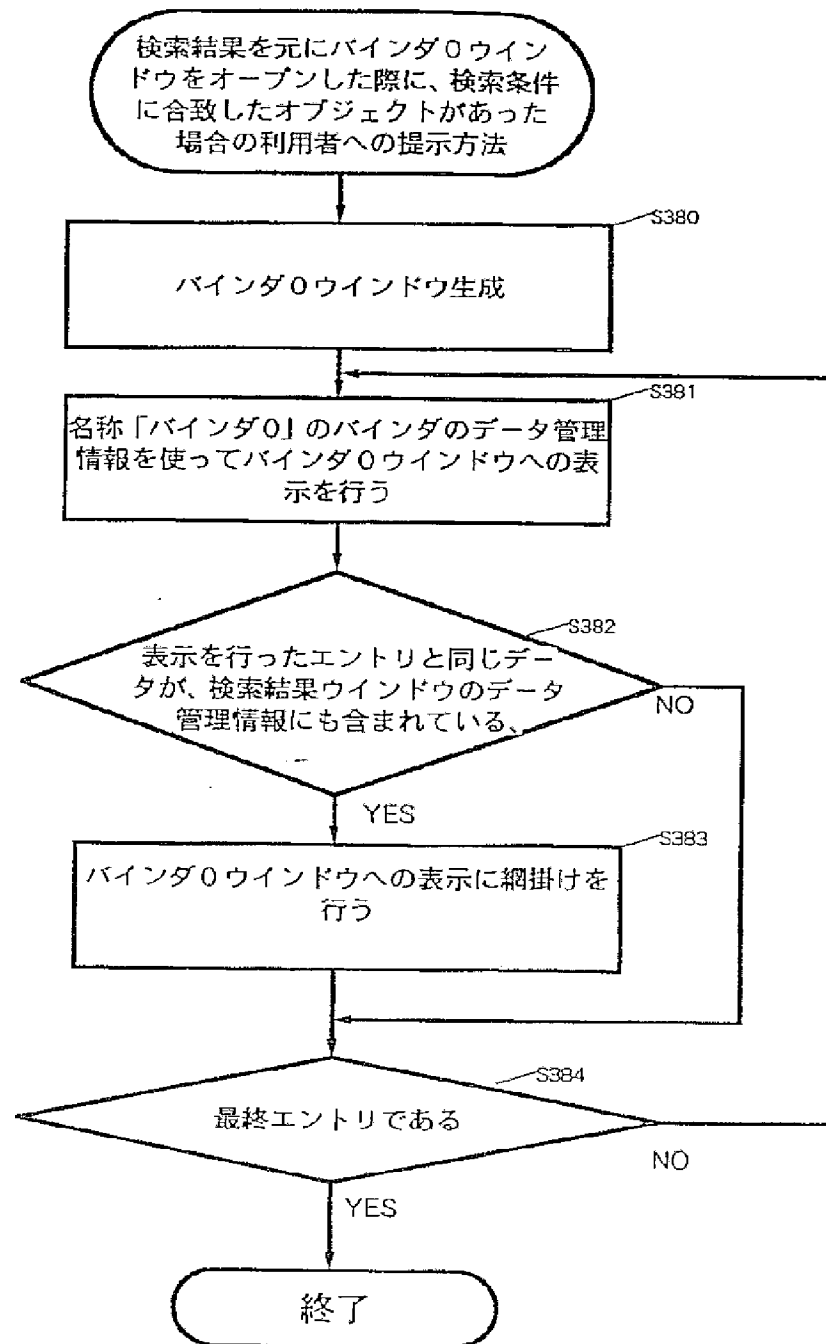 検索結果を元にバインダ0ウイン
ドウをオープンした際に、検索条件
に合致したオブジェクトがあった
場合の利用者への提示方法
S380
バインダ0ウインドウ生成
S381
名称「バインダ0」のバインダのデータ管理
情報を使ってバインダ0ウインドウへの表
示を行う
S382
表示を行ったエントリと同じデー
タが、検索結果ウインドウのデータ
管理情報にも含まれている、
NO
YES
S383
バインダ0ウインドウへの表示に網掛けを
行う
S384
最終エントリである
NO
YES
終了